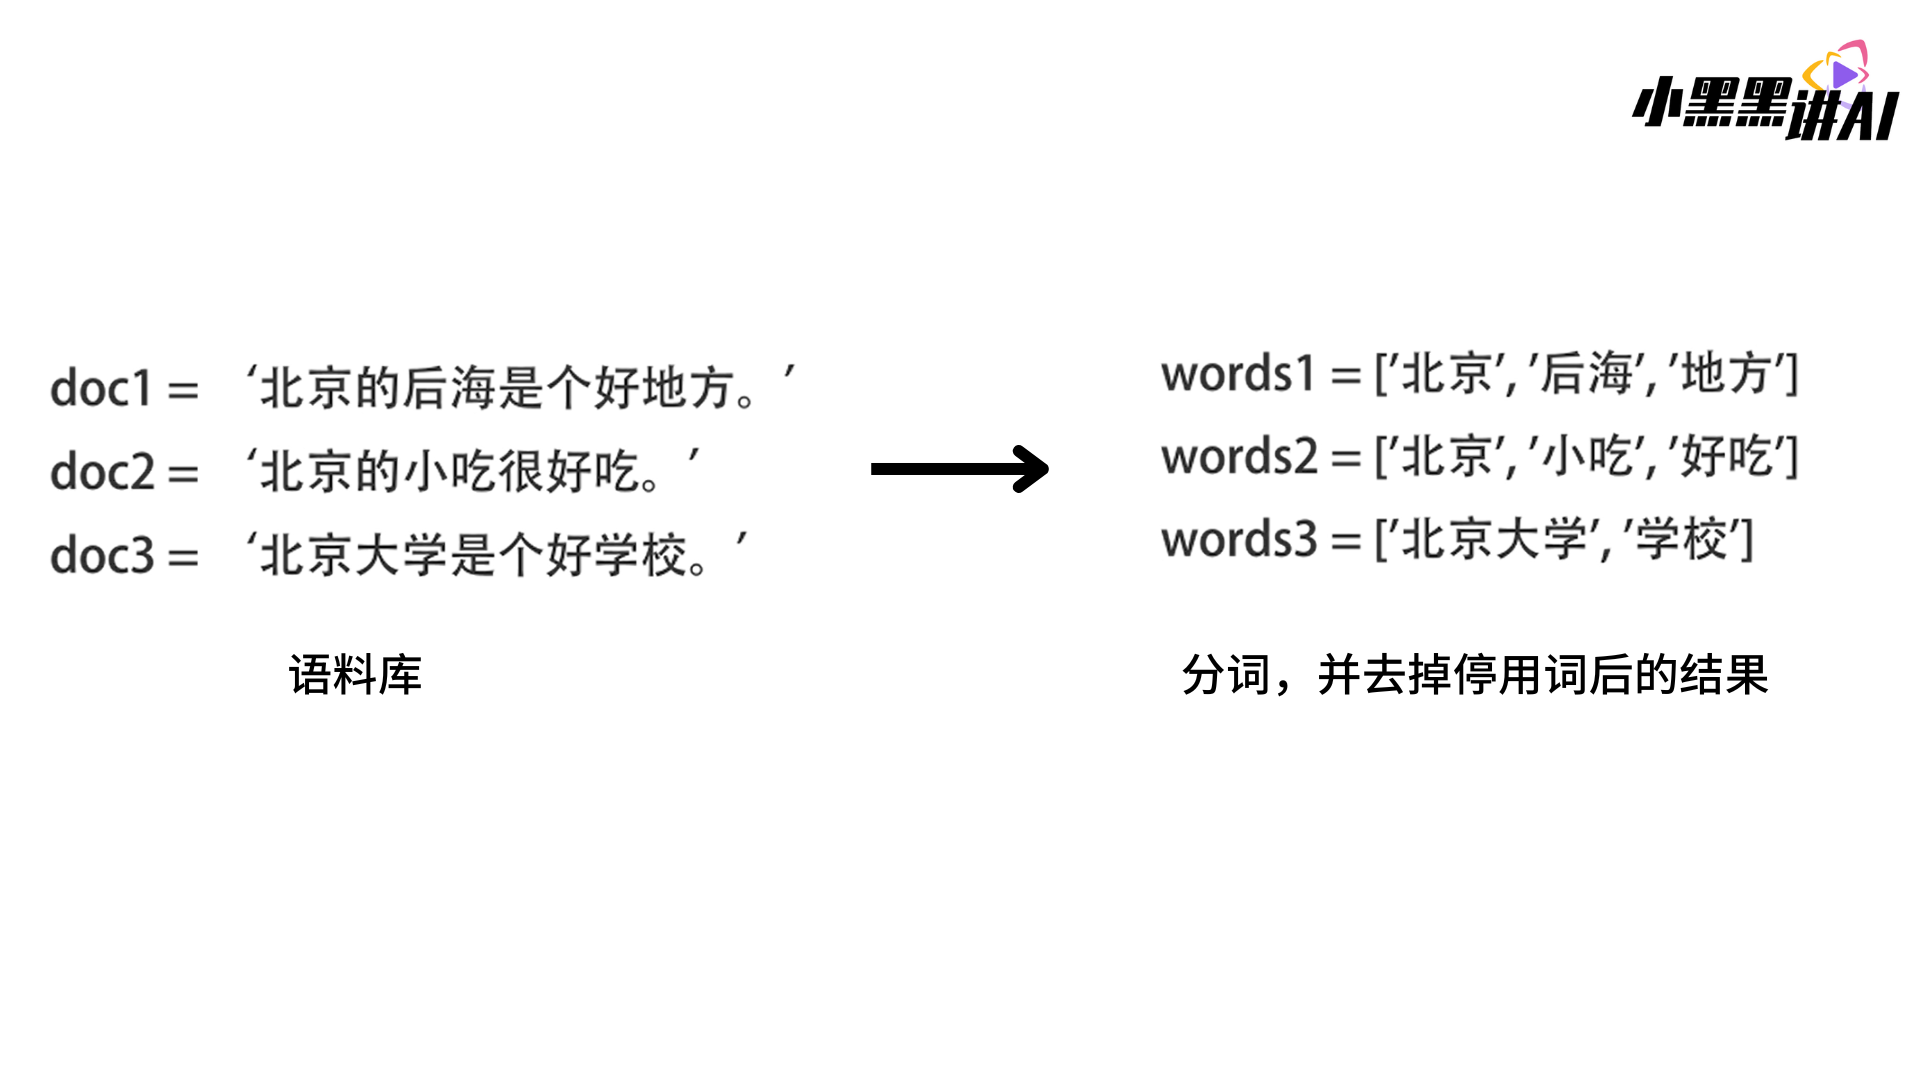 小黑黑讲AI
doc1 = ‘北京的后海是个好地方。’
doc2 = ‘北京的小吃很好吃。’
doc3 = ‘北京大学是个好学校。’
语料库
words1 = ['北京', '后海', '地方']
words2 = ['北京', '小吃', '好吃']
words3 = ['北京大学', '学校']
分词，并去掉停用词后的结果